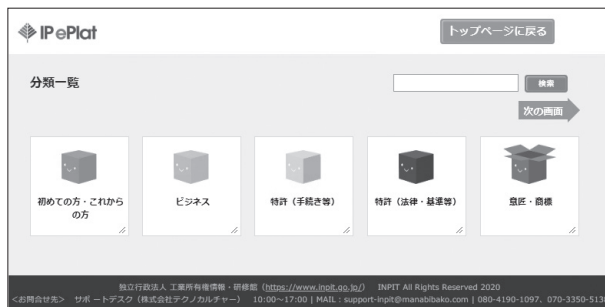 IP ePlat
トップページに戻る
分類一覧
検索
次の画面
初めての方・これから
の方
ビジネス
特許（手続き等）
特許（法律・基準等）
意匠・商標
独立行政法人 工業所有権情報・研修館（https://www.inpit.go.jp/） INPIT All Rights Reserved 2020
<お問合せ先> サポートデスク（株式会社テクノカルチャー） 10:00～17:00 | MAIL : support-inpit@manabibako.com | 080-4190-1097、070-3350-5138